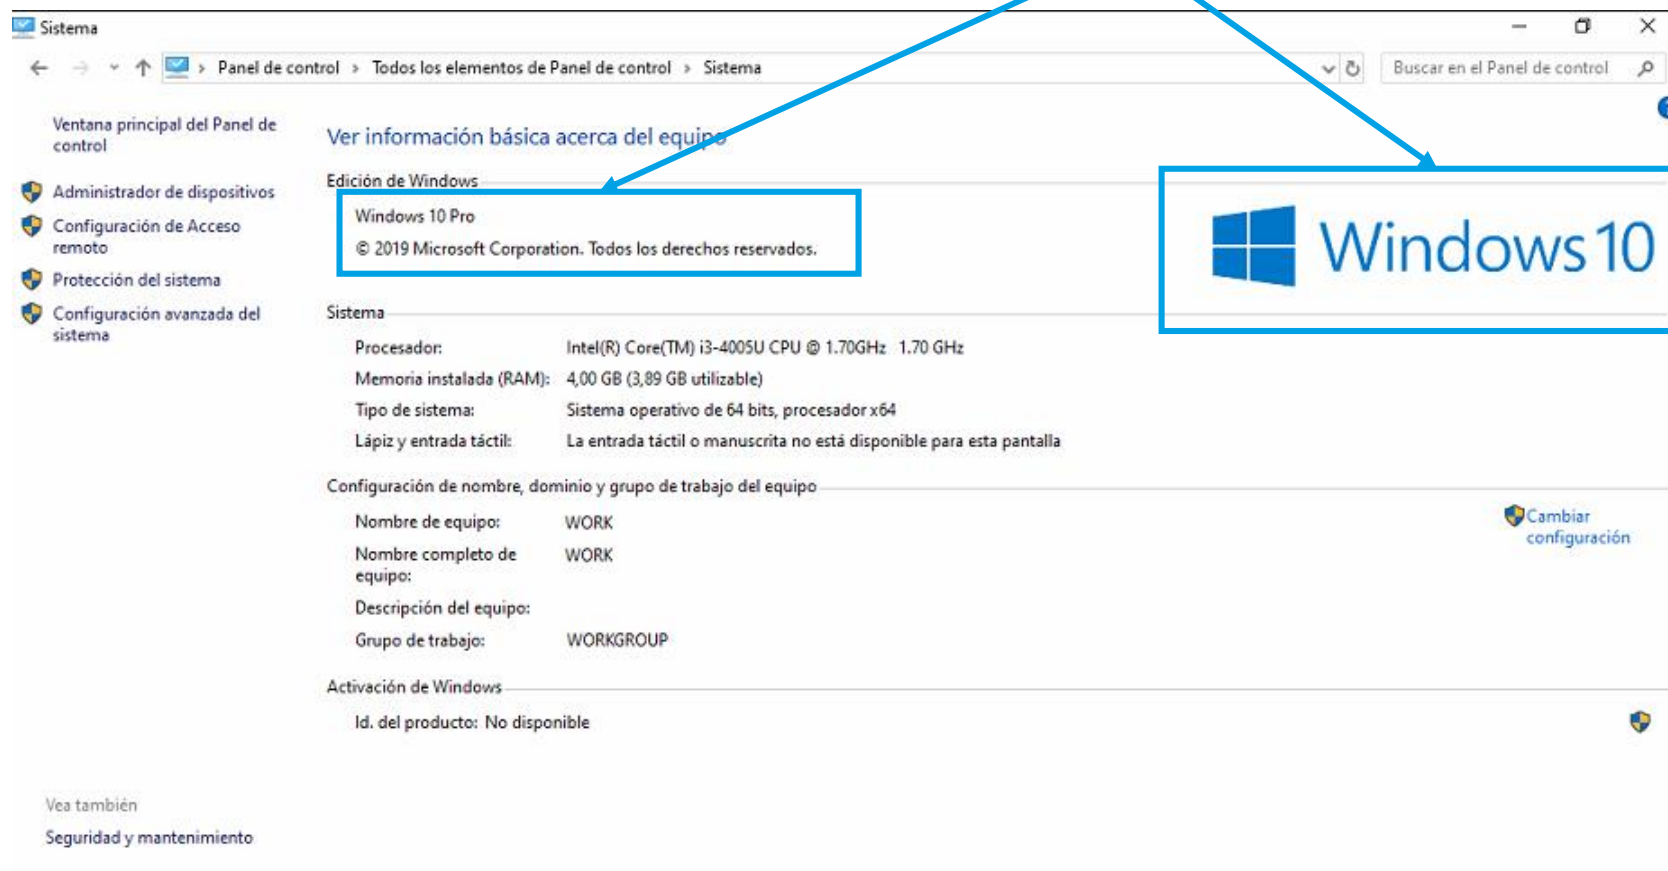 Sistema
Panel de control > Todos los elementos de Panel de control > Sistema
Buscar en el Panel de control
Ventana principal del Panel de
control
Administrador de dispositivos
Configuración de Acceso
remoto
Protección del sistema
Configuración avanzada del
sistema
Ver información básica acerca del equipo
Edición de Windows
Windows 10 Pro
© 2019 Microsoft Corporation. Todos los derechos reservados.
Windows 10
Sistema
Procesador: Intel(R) Core(TM) i3-4005U CPU @ 1.70GHz 1.70 GHz
Memoria instalada (RAM): 4,00 GB (3,89 GB utilizable)
Tipo de sistema: Sistema operativo de 64 bits, procesador x64
Lápiz y entrada táctil: La entrada táctil o manuscrita no está disponible para esta pantalla
Configuración de nombre, dominio y grupo de trabajo del equipo
Nombre de equipo: WORK
Cambiar
configuración
Nombre completo de WORK
equipo:
Descripción del equipo:
Grupo de trabajo: WORKGROUP
Activación de Windows
Id. del producto: No disponible
Vea también
Seguridad y mantenimiento